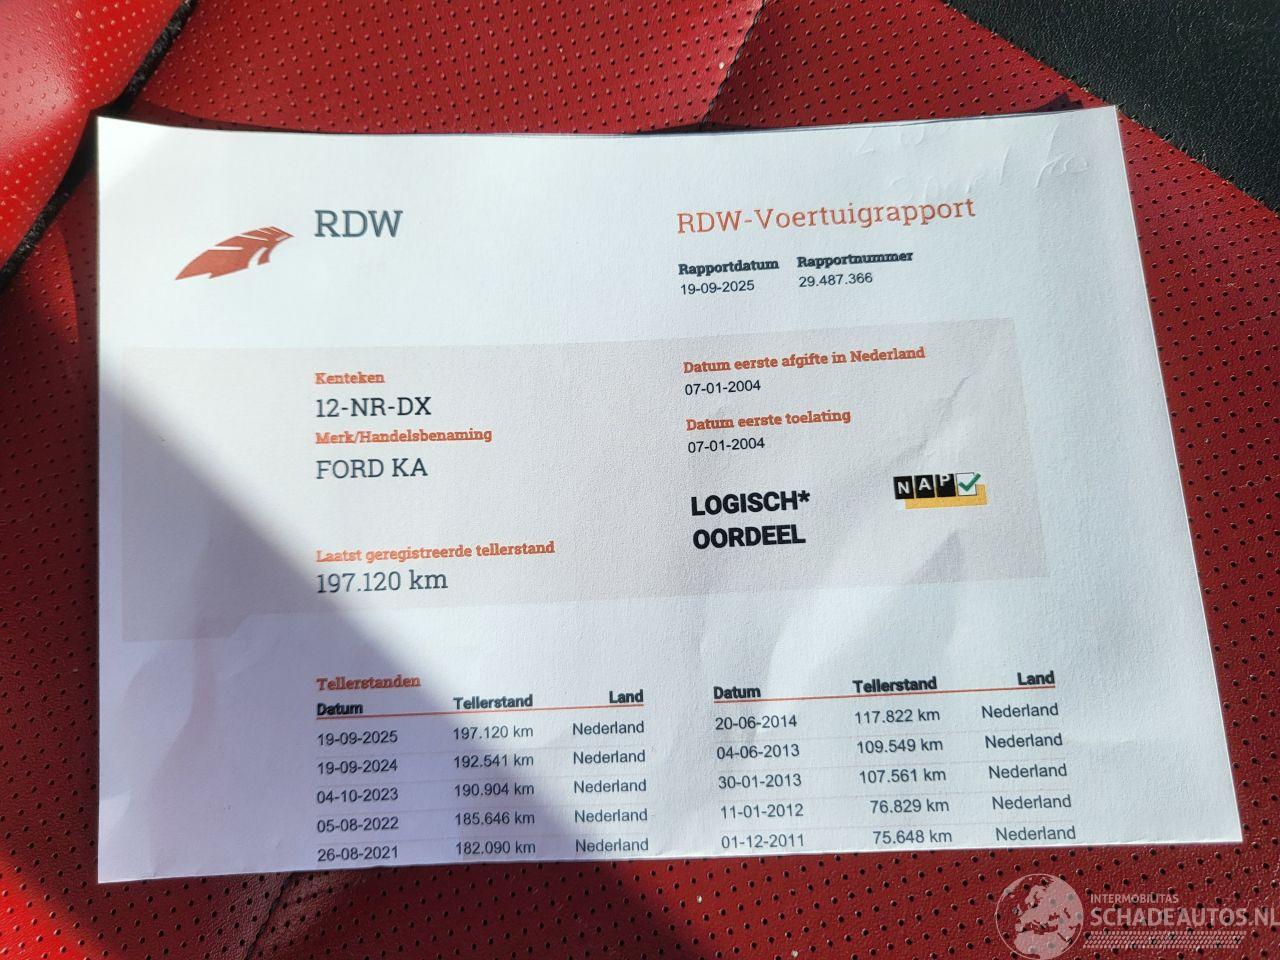 RDW
RDW-Voertuigrapport
Rapportdatum Rapportnummer
19-09-2025 29.487.366
Kenteken
12-NR-DX
Merk/Handelsbenaming
FORD KA
Datum eerste afgifte in Nederland
07-01-2004
Datum eerste toelating
07-01-2004
LOGISCH*
OORDEEL
NAP
Laatst geregistreerde tellerstand
197.120 km
Tellerstanden
Datum Tellerstand Land
19-09-2025 197.120 km Nederland
19-09-2024 192.541 km Nederland
04-10-2023 190.904 km Nederland
05-08-2022 185.646 km Nederland
26-08-2021 182.090 km Nederland
Datum Tellerstand Land
20-06-2014 117.822 km Nederland
04-06-2013 109.549 km Nederland
30-01-2013 107.561 km Nederland
11-01-2012 76.829 km Nederland
01-12-2011 75.648 km Nederland
INTERMOBILITAS
SCHADEAUTOS.NL